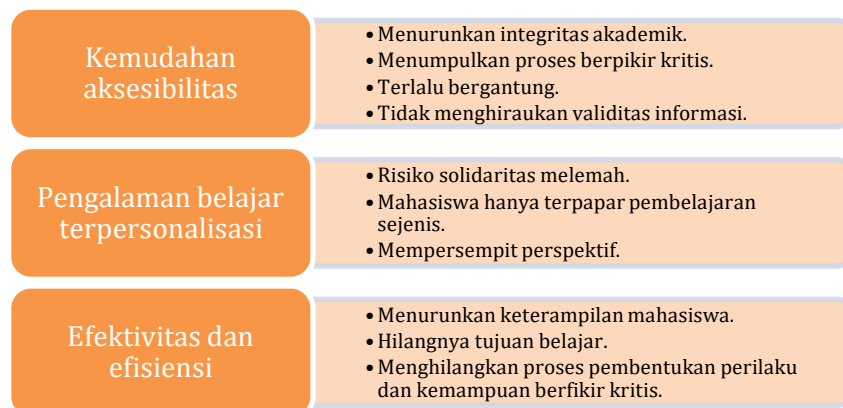 Kemudahan
aksesibilitas
• Menurunkan integritas akademik.
• Menumpulkan proses berpikir kritis.
• Terlalu bergantung.
• Tidak menghiraukan validitas informasi.
Pengalaman belajar
terpersonalisasi
• Risiko solidaritas melemah.
• Mahasiswa hanya terpapar pembelajaran
sejenis.
• Mempersempit perspektif.
Efektivitas dan
efisiensi
• Menurunkan keterampilan mahasiswa.
• Hilangnya tujuan belajar.
• Menghilangkan proses pembentukan perilaku
dan kemampuan berfikir kritis.